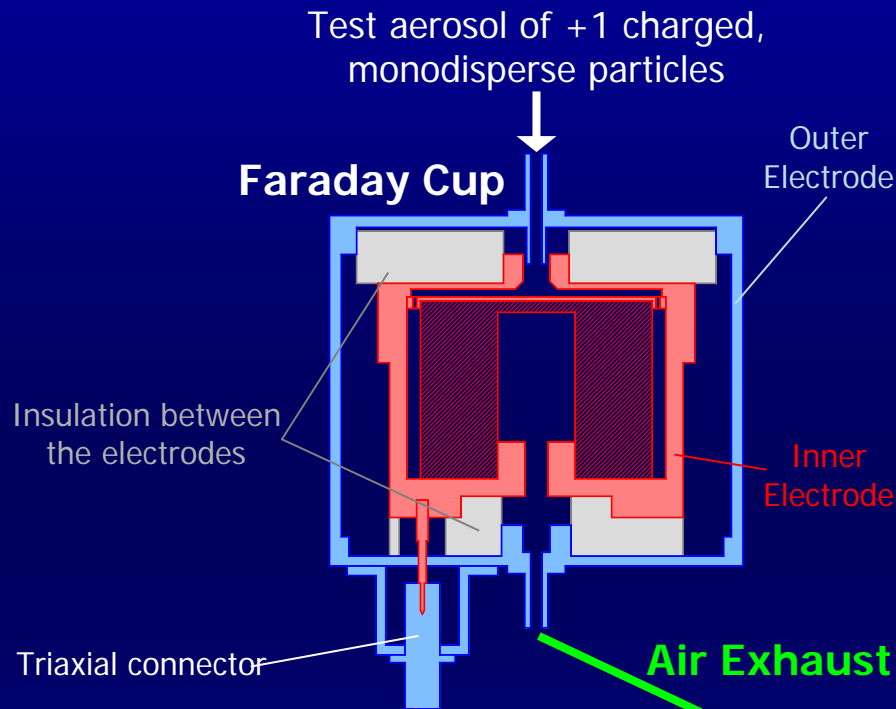 Test aerosol of +1 charged,
monodisperse particles
Faraday Cup
Outer
Electrode
Insulation between
the electrodes
Inner
Electrode
Triaxial connector
Air Exhaust